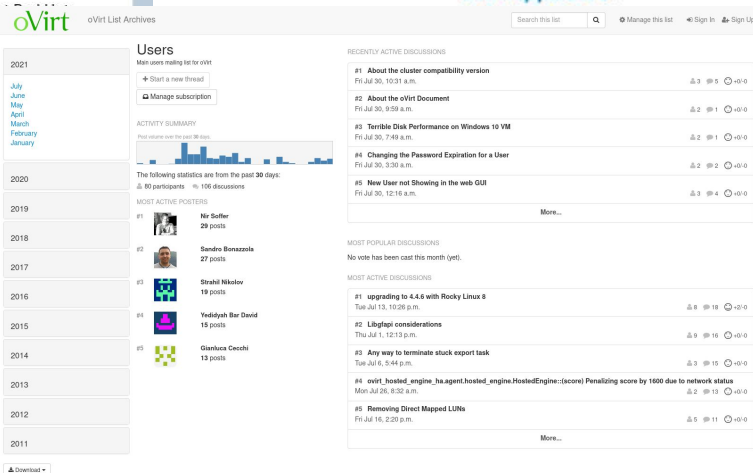 oVirt
oVirt List Archives
Search this list
Manage this list
Sign In
Sign Up
2021
July
June
May
April
March
February
January
2020
2019
2018
2017
2016
2015
2014
2013
2012
2011
Download
Users
Main users mailing list for oVirt
+ Start a new thread
Manage subscription
ACTIVITY SUMMARY
Post volume over the past 30 days.
The following statistics are from the past 30 days:
80 participants 106 discussions
MOST ACTIVE POSTERS
#1 Nir Soffer
29 posts
#2 Sandro Bonazzola
27 posts
#3 Strahil Nikolov
19 posts
#4 Yedidyah Bar David
15 posts
#5 Gianluca Cecchi
13 posts
RECENTLY ACTIVE DISCUSSIONS
#1 About the cluster compatibility version
Fri Jul 30, 10:31 a.m. 3 5 +0/-0
#2 About the oVirt Document
Fri Jul 30, 9:59 a.m. 2 1 +0/-0
#3 Terrible Disk Performance on Windows 10 VM
Fri Jul 30, 7:49 a.m. 2 1 +0/-0
#4 Changing the Password Expiration for a User
Fri Jul 30, 3:30 a.m. 2 2 +0/-0
#5 New User not Showing in the web GUI
Fri Jul 30, 12:16 a.m. 3 4 +0/-0
More...
MOST POPULAR DISCUSSIONS
No vote has been cast this month (yet).
MOST ACTIVE DISCUSSIONS
#1 upgrading to 4.4.6 with Rocky Linux 8
Tue Jul 13, 10:26 p.m. 8 18 +2/-0
#2 Libgfapi considerations
Thu Jul 1, 12:13 p.m. 9 16 +0/-0
#3 Any way to terminate stuck export task
Tue Jul 6, 5:44 p.m. 3 15 +0/-0
#4 ovirt_hosted_engine_ha.agent.hosted_engine.HostedEngine::(score) Penalizing score by 1600 due to network status
Mon Jul 26, 8:32 a.m. 2 13 +0/-0
#5 Removing Direct Mapped LUNs
Fri Jul 16, 2:20 p.m. 5 11 +0/-0
More...